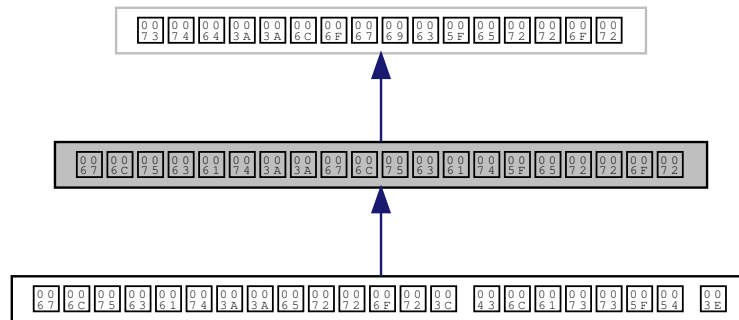 std::logic_error
glucat::glucat_error
glucat::error< Class_T >